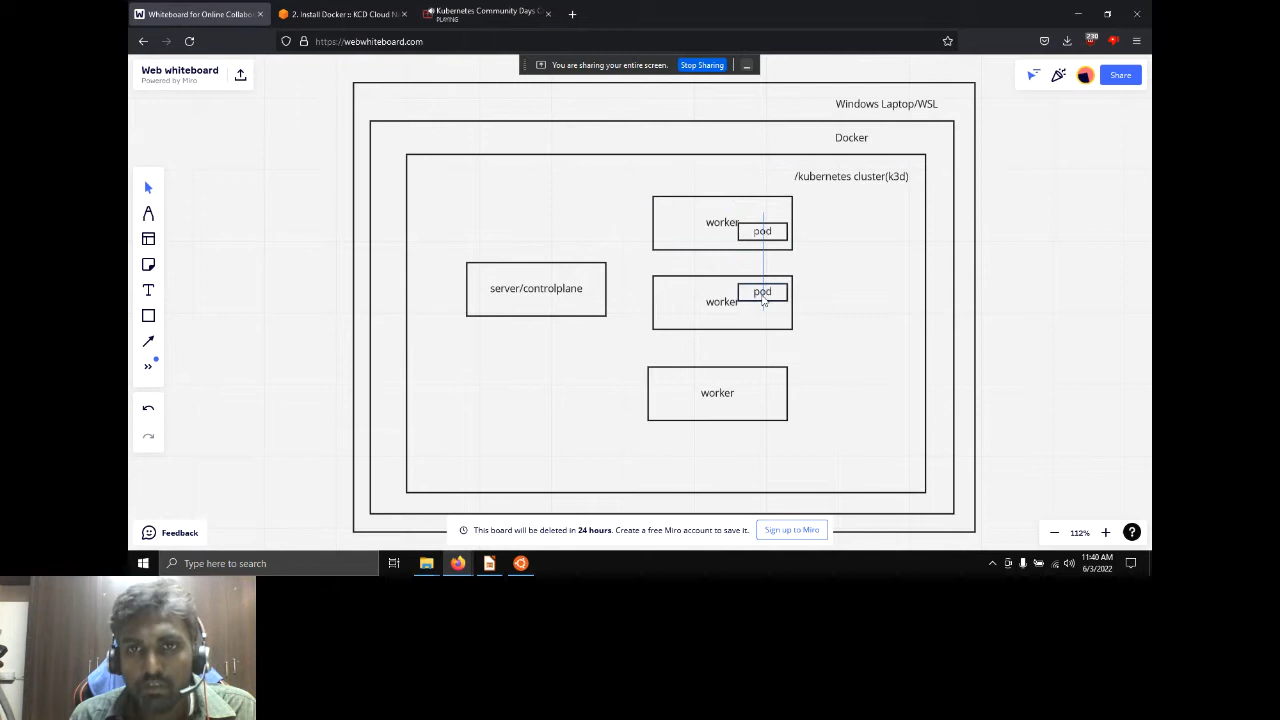 Whiteboard for Online Collabo
2. Install Docker :: KCD Cloud N
Kubernetes Community Days C
PLAYING
https://webwhiteboard.com
230
You are sharing your entire screen.
Stop Sharing
Web whiteboard
Powered by Miro
Share
Windows Laptop/WSL
Docker
/kubernetes cluster(k3d)
worker
pod
server/controlplane
pod
worker
worker
Feedback
This board will be deleted in 24 hours. Create a free Miro account to save it.
Sign up to Miro
112%
Type here to search
11:40 AM
6/3/2022